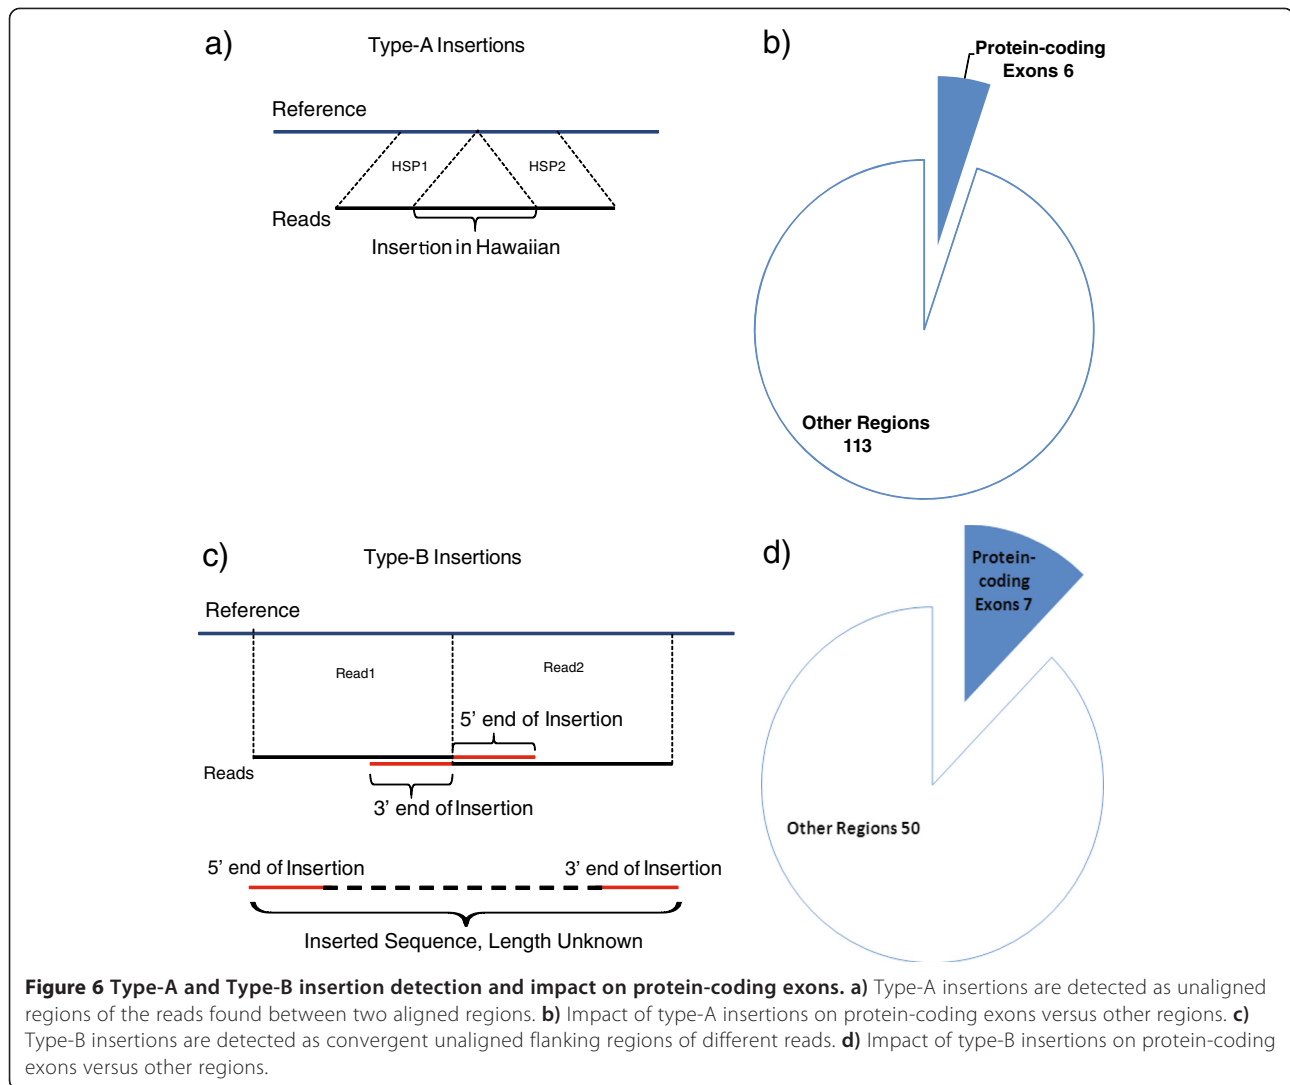 a)
Type-A Insertions
Reference
HSP1
HSP2
Reads
Insertion in Hawaiian
b)
Protein-coding
Exons 6
Other Regions
113
c)
Type-B Insertions
Reference
Read1
Read2
5’ end of Insertion
Reads
3’ end of Insertion
5’ end of Insertion
3’ end of Insertion
Inserted Sequence, Length Unknown
d)
Protein-
coding
Exons 7
Other Regions 50
Figure 6 Type-A and Type-B insertion detection and impact on protein-coding exons. a) Type-A insertions are detected as unaligned
regions of the reads found between two aligned regions. b) Impact of type-A insertions on protein-coding exons versus other regions. c)
Type-B insertions are detected as convergent unaligned flanking regions of different reads. d) Impact of type-B insertions on protein-coding
exons versus other regions.